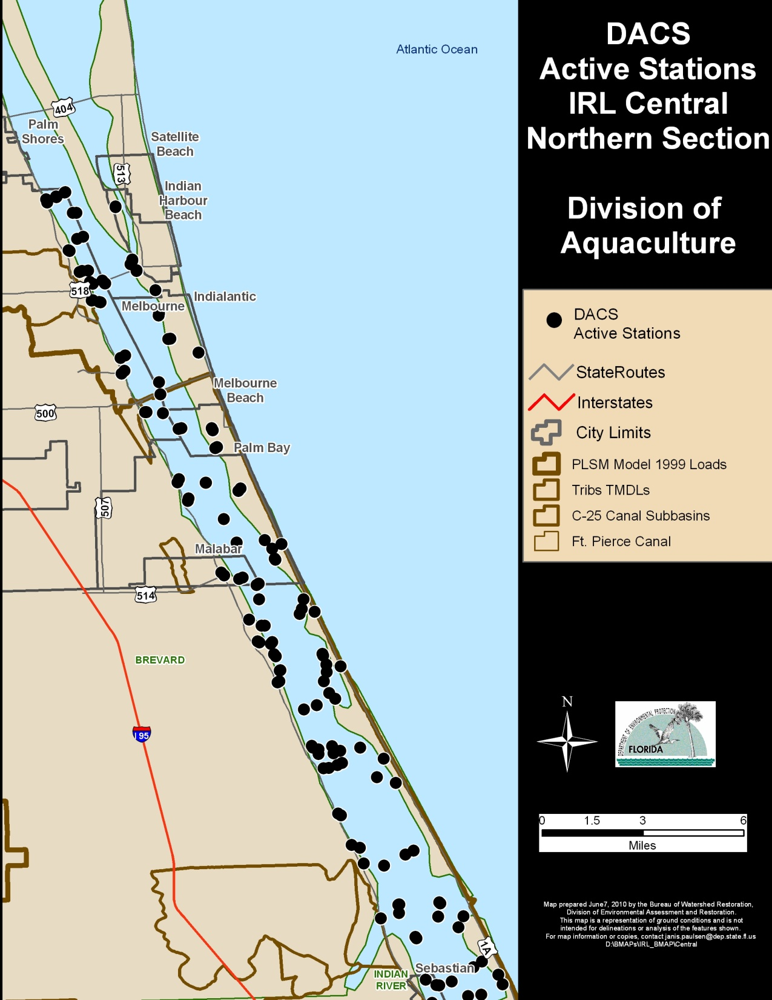 DACS
Active Stations
IRL Central
Northern Section
Division of
Aquaculture
Atlantic Ocean
404
Palm
Shores
Satellite
Beach
513
Indian
Harbour
Beach
518
Indialantic
Melbourne
Melbourne
Beach
500
Palm Bay
507
Malabar
514
BREVARD
I 95
1A
Sebastian
INDIAN
RIVER
DACS
Active Stations
StateRoutes
Interstates
City Limits
PLSM Model 1999 Loads
Tribs TMDLs
C-25 Canal Subbasins
Ft. Pierce Canal
N
DEPARTMENT OF ENVIRONMENTAL PROTECTION
FLORIDA
0 1.5 3 6
Miles
Map prepared June7, 2010 by the Bureau of Watershed Restoration,
Division of Environmental Assessment and Restoration.
This map is a representation of ground conditions and is not
intended for delineations or analysis of the features shown.
For map information or copies, contact janis.paulsen@dep.state.fl.us
D:\BMAPs\IRL_BMAP\Central